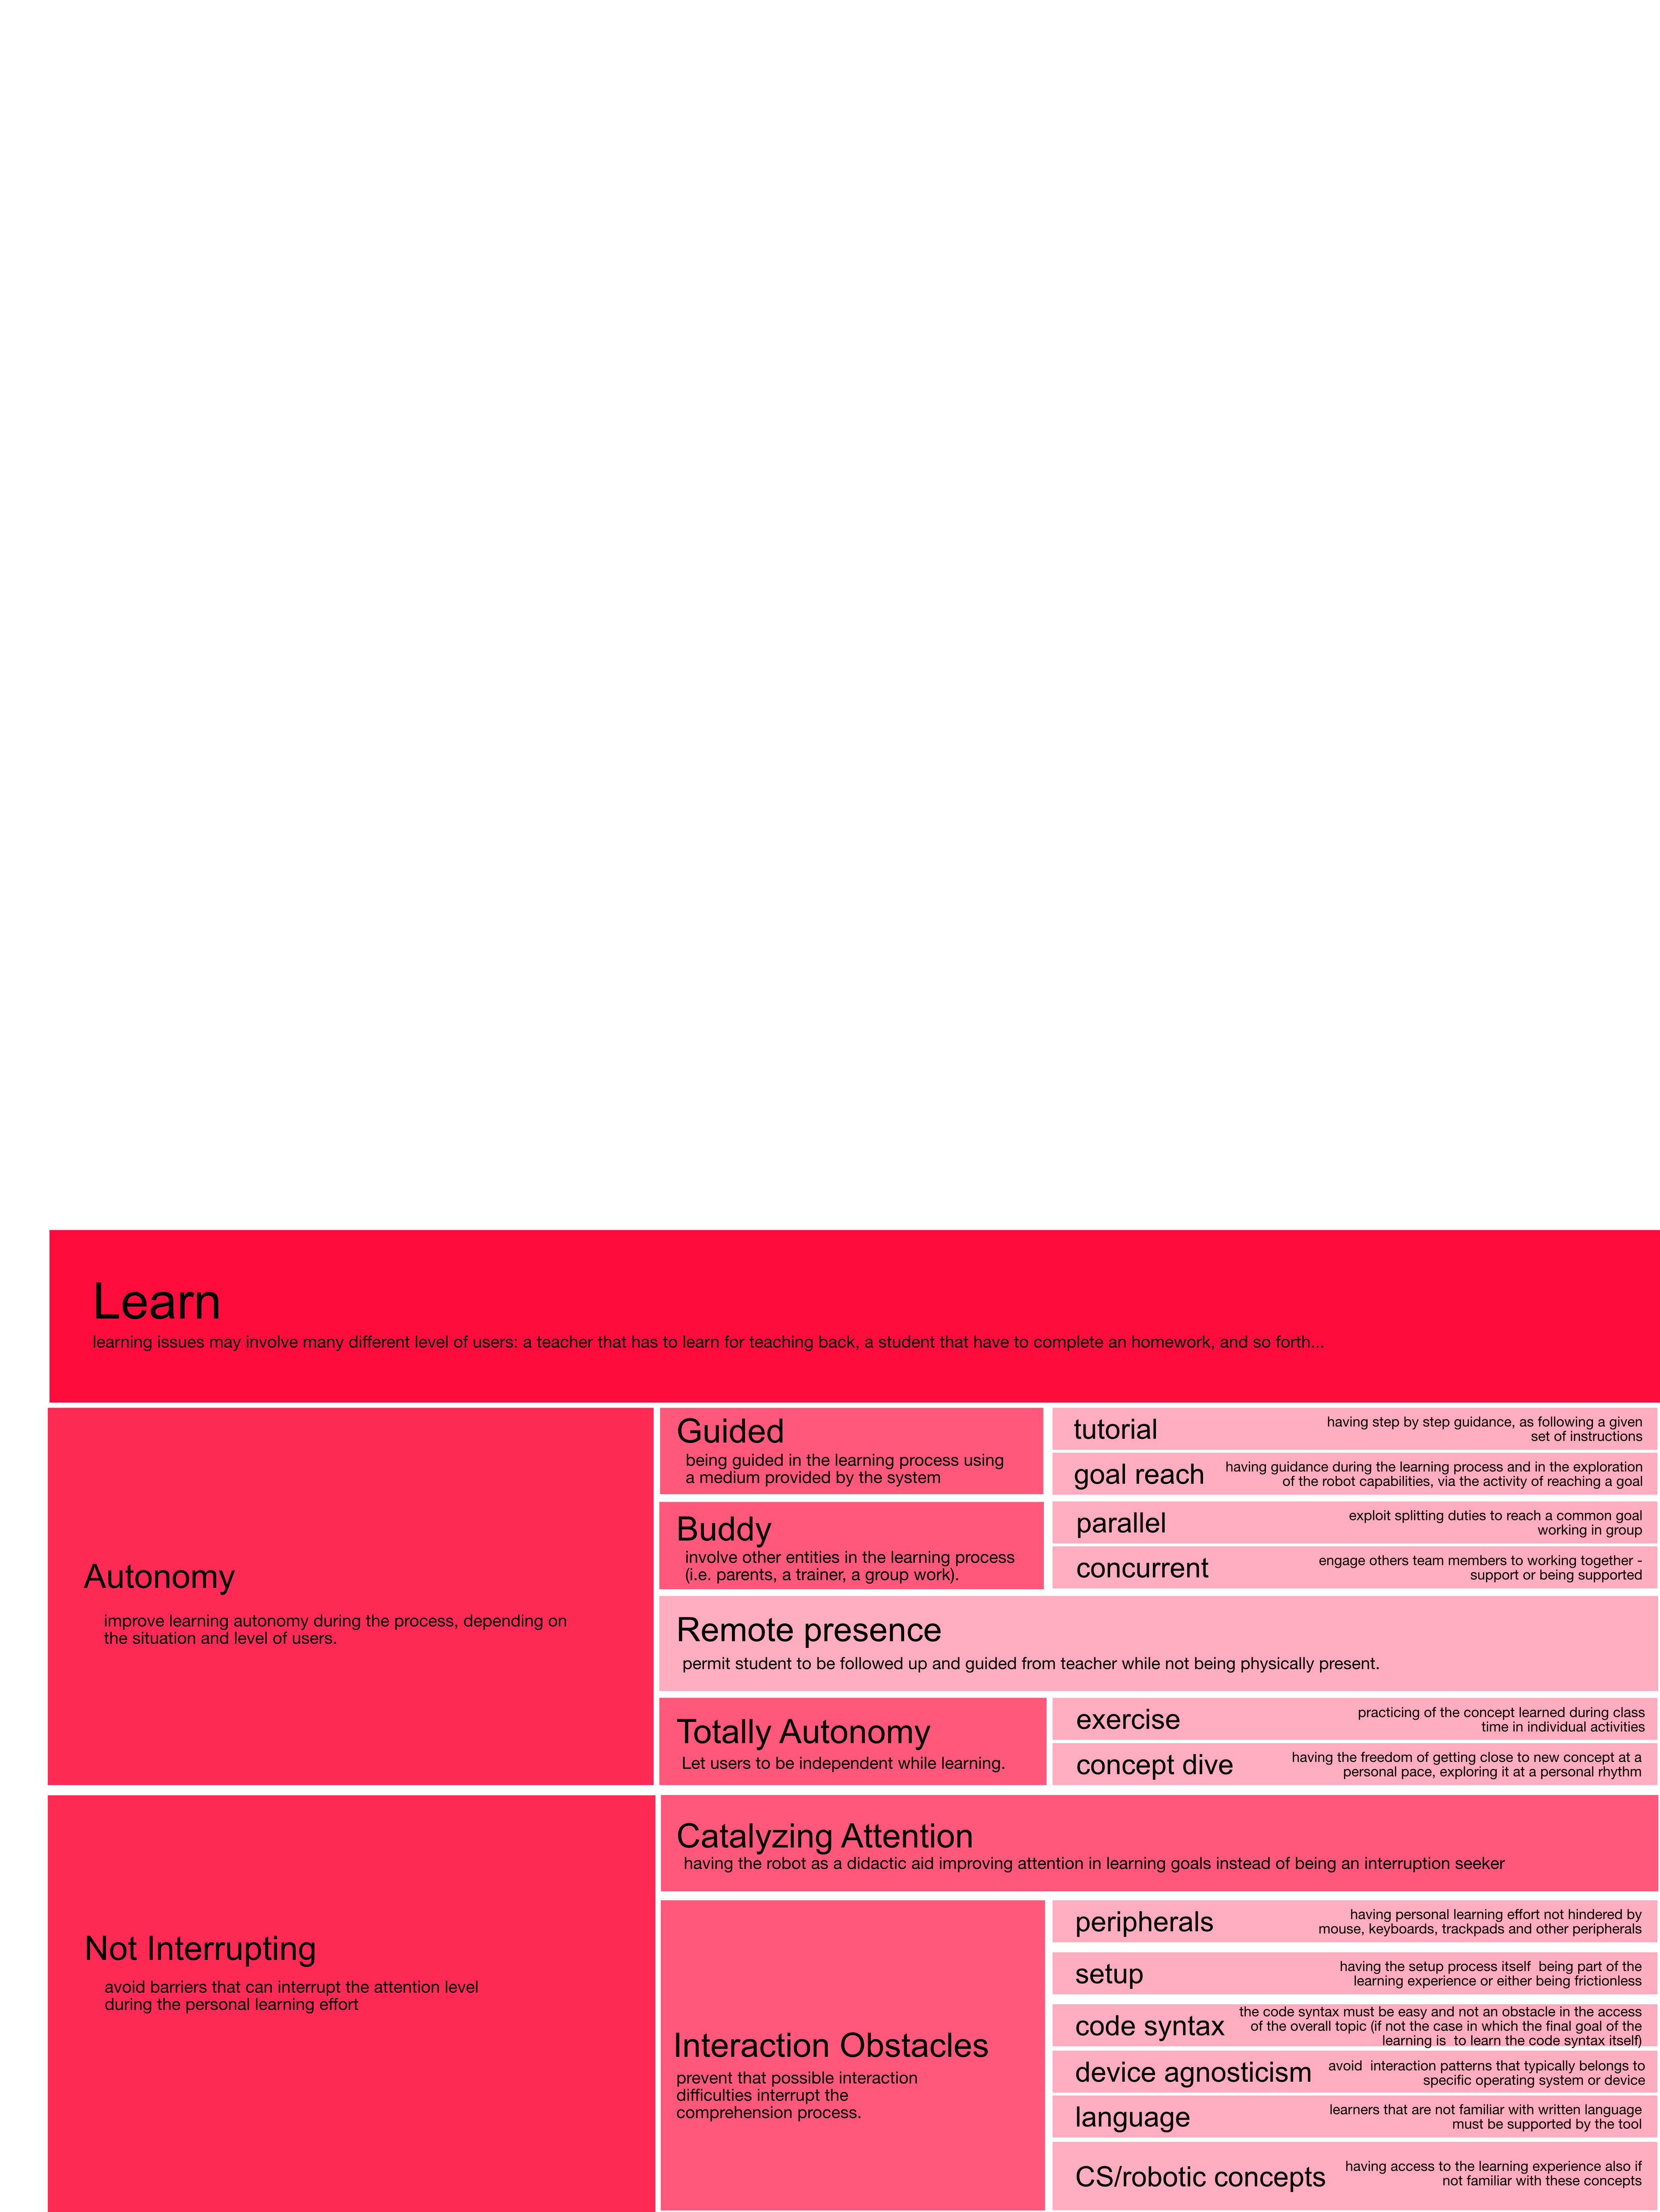 Learn
learning issues may involve many different level of users: a teacher that has to learn for teaching back, a student that have to complete an homework, and so forth...
Autonomy
improve learning autonomy during the process, depending on
the situation and level of users.
Guided
being guided in the learning process using
a medium provided by the system
tutorial
having step by step guidance, as following a given
set of instructions
goal reach
having guidance during the learning process and in the exploration
of the robot capabilities, via the activity of reaching a goal
Buddy
involve other entities in the learning process
(i.e. parents, a trainer, a group work).
parallel
exploit splitting duties to reach a common goal
working in group
concurrent
engage others team members to working together -
support or being supported
Remote presence
permit student to be followed up and guided from teacher while not being physically present.
Totally Autonomy
Let users to be independent while learning.
exercise
practicing of the concept learned during class
time in individual activities
concept dive
having the freedom of getting close to new concept at a
personal pace, exploring it at a personal rhythm
Not Interrupting
avoid barriers that can interrupt the attention level
during the personal learning effort
Catalyzing Attention
having the robot as a didactic aid improving attention in learning goals instead of being an interruption seeker
Interaction Obstacles
prevent that possible interaction
difficulties interrupt the
comprehension process.
peripherals
having personal learning effort not hindered by
mouse, keyboards, trackpads and other peripherals
setup
having the setup process itself  being part of the
learning experience or either being frictionless
code syntax
the code syntax must be easy and not an obstacle in the access
of the overall topic (if not the case in which the final goal of the
learning is  to learn the code syntax itself)
device agnosticism
avoid  interaction patterns that typically belongs to
specific operating system or device
language
learners that are not familiar with written language
must be supported by the tool
CS/robotic concepts
having access to the learning experience also if
not familiar with these concepts